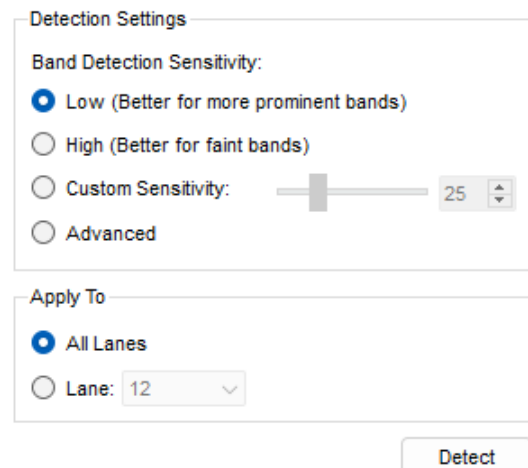 Detection Settings
Band Detection Sensitivity:
Low (Better for more prominent bands)
High (Better for faint bands)
Custom Sensitivity: 25
Advanced
Apply To
All Lanes
Lane: 12
Detect